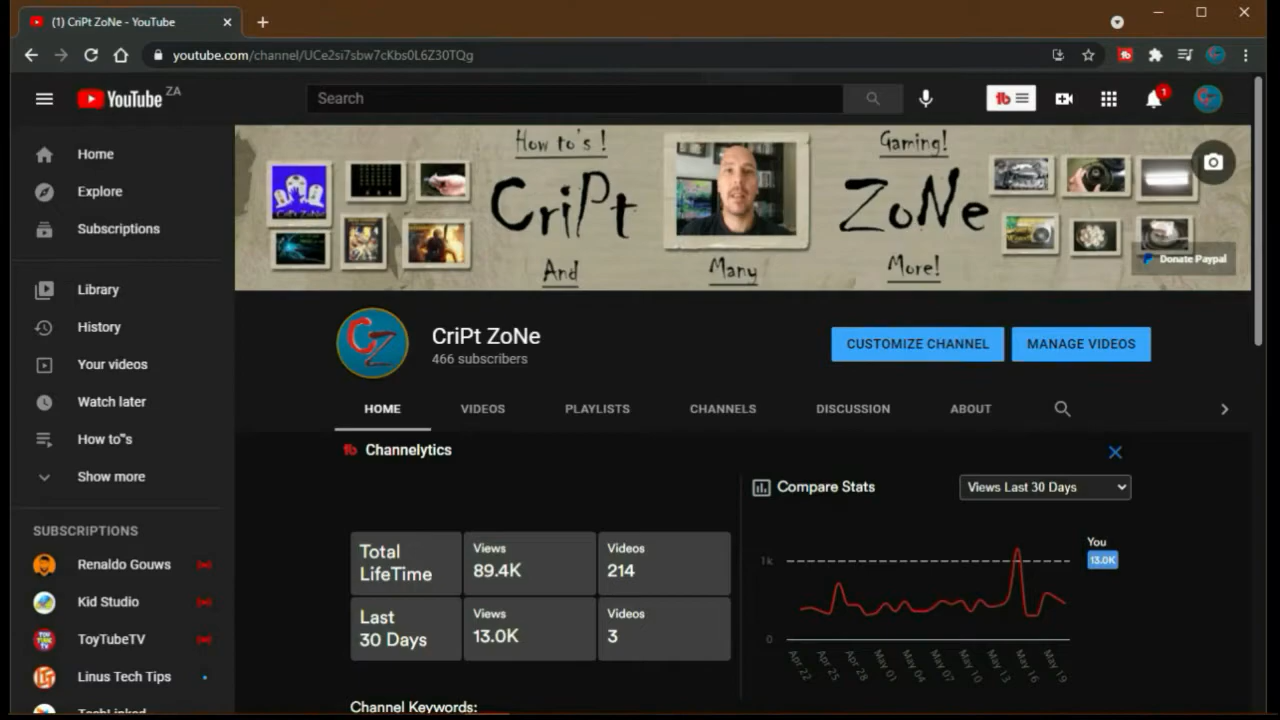 (1) CriPt ZoNe - YouTube
youtube.com/channel/UCe2si7sbw7cKbs0L6Z30TQg
YouTube ZA
Search
1
Home
Explore
Subscriptions
Library
History
Your videos
Watch later
How to"s
Show more
SUBSCRIPTIONS
Renaldo Gouws
Kid Studio
ToyTubeTV
Linus Tech Tips
How to's !
Gaming!
CriPt ZoNe
And
Many
More!
Donate Paypal
CriPt ZoNe
466 subscribers
CUSTOMIZE CHANNEL
MANAGE VIDEOS
HOME
VIDEOS
PLAYLISTS
CHANNELS
DISCUSSION
ABOUT
Channelytics
Compare Stats
Views Last 30 Days
Total LifeTime
Views
89.4K
Videos
214
Last 30 Days
Views
13.0K
Videos
3
You
13.0K
1k
0
Apr 22
Apr 25
Apr 28
May 01
May 04
May 07
May 10
May 13
May 16
May 19
Channel Keywords: